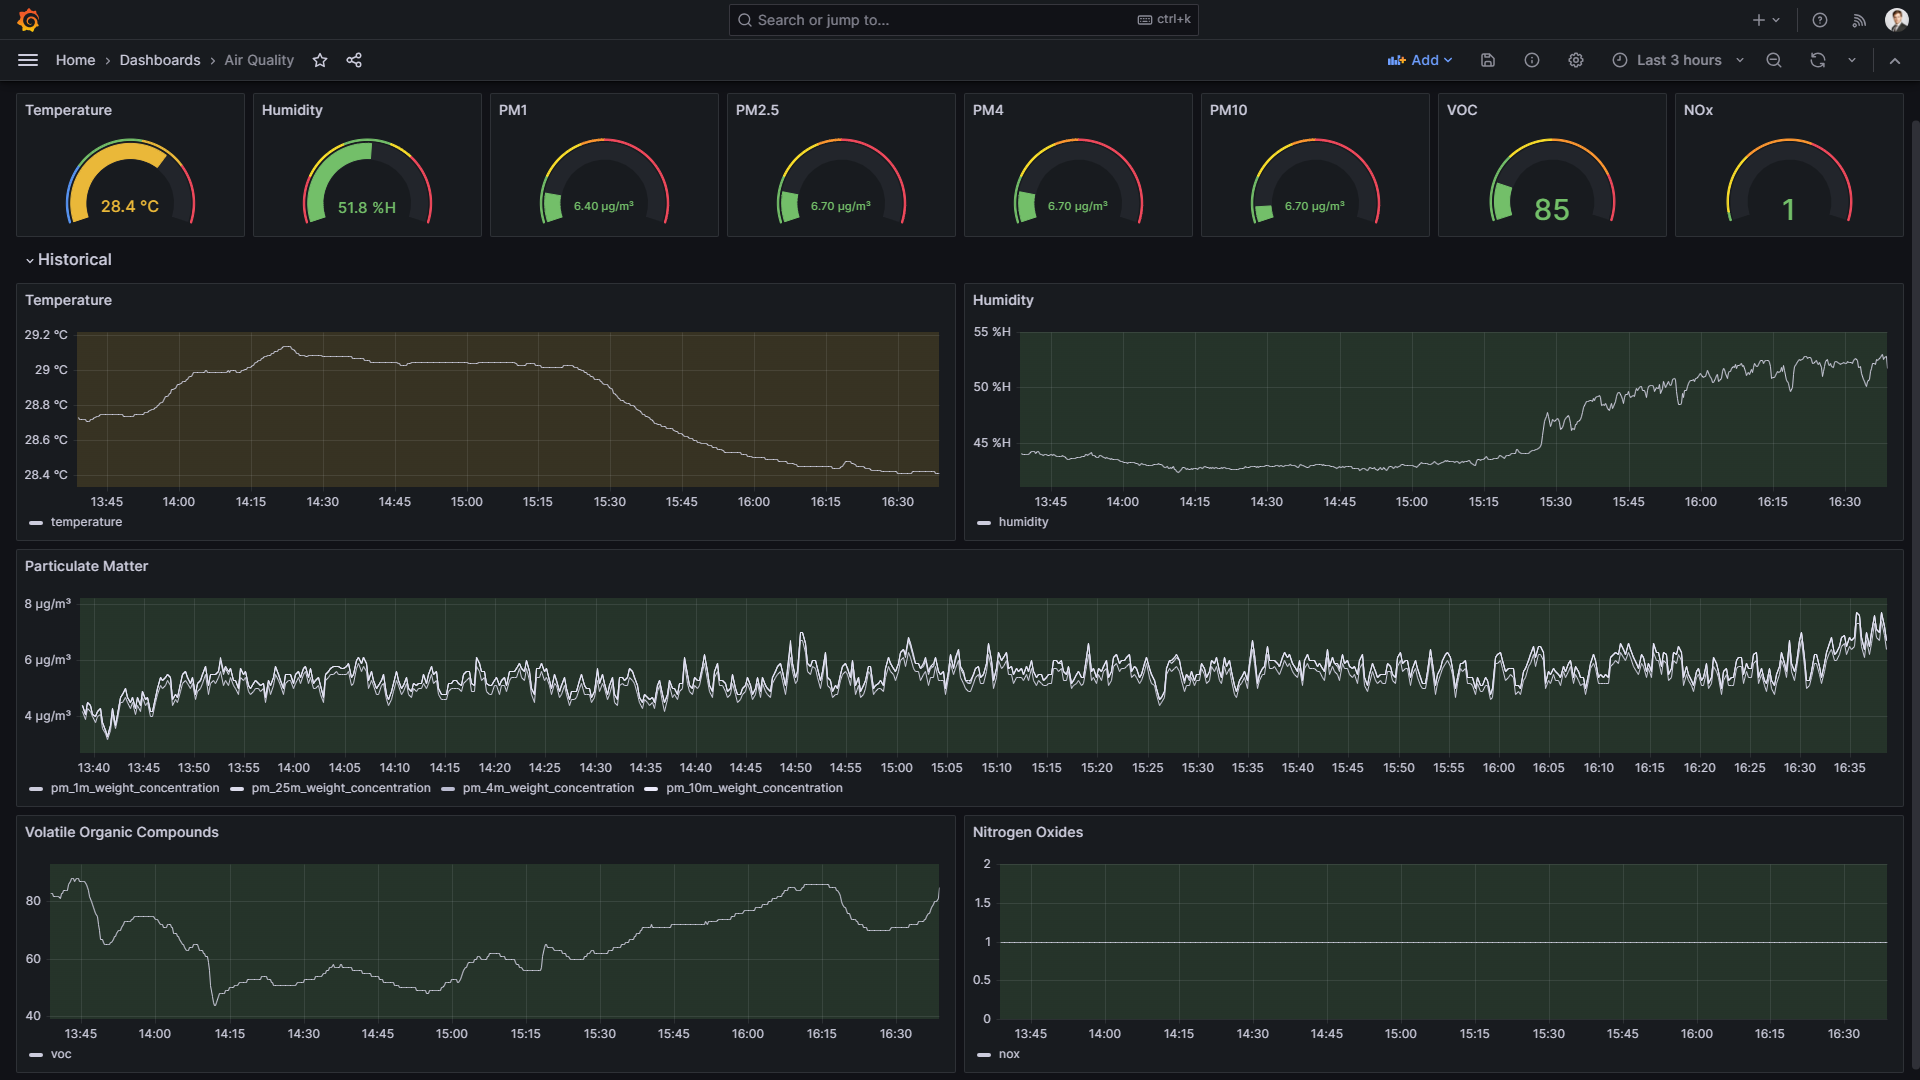 Search or jump to... ctrl+k
Home › Dashboards › Air Quality Add Last 3 hours
Temperature Humidity PM1 PM2.5 PM4 PM10 VOC NOx
28.4 °C 51.8 %H 6.40 μg/m³ 6.70 μg/m³ 6.70 μg/m³ 6.70 μg/m³ 85 1
Historical
Temperature
29.2 °C
29 °C
28.8 °C
28.6 °C
28.4 °C
13:45 14:00 14:15 14:30 14:45 15:00 15:15 15:30 15:45 16:00 16:15 16:30
temperature
Humidity
55 %H
50 %H
45 %H
13:45 14:00 14:15 14:30 14:45 15:00 15:15 15:30 15:45 16:00 16:15 16:30
humidity
Particulate Matter
8 μg/m³
6 μg/m³
4 μg/m³
13:40 13:45 13:50 13:55 14:00 14:05 14:10 14:15 14:20 14:25 14:30 14:35 14:40 14:45 14:50 14:55 15:00 15:05 15:10 15:15 15:20 15:25 15:30 15:35 15:40 15:45 15:50 15:55 16:00 16:05 16:10 16:15 16:20 16:25 16:30 16:35
pm_1m_weight_concentration pm_25m_weight_concentration pm_4m_weight_concentration pm_10m_weight_concentration
Volatile Organic Compounds
80
60
40
13:45 14:00 14:15 14:30 14:45 15:00 15:15 15:30 15:45 16:00 16:15 16:30
voc
Nitrogen Oxides
2
1.5
1
0.5
0
13:45 14:00 14:15 14:30 14:45 15:00 15:15 15:30 15:45 16:00 16:15 16:30
nox